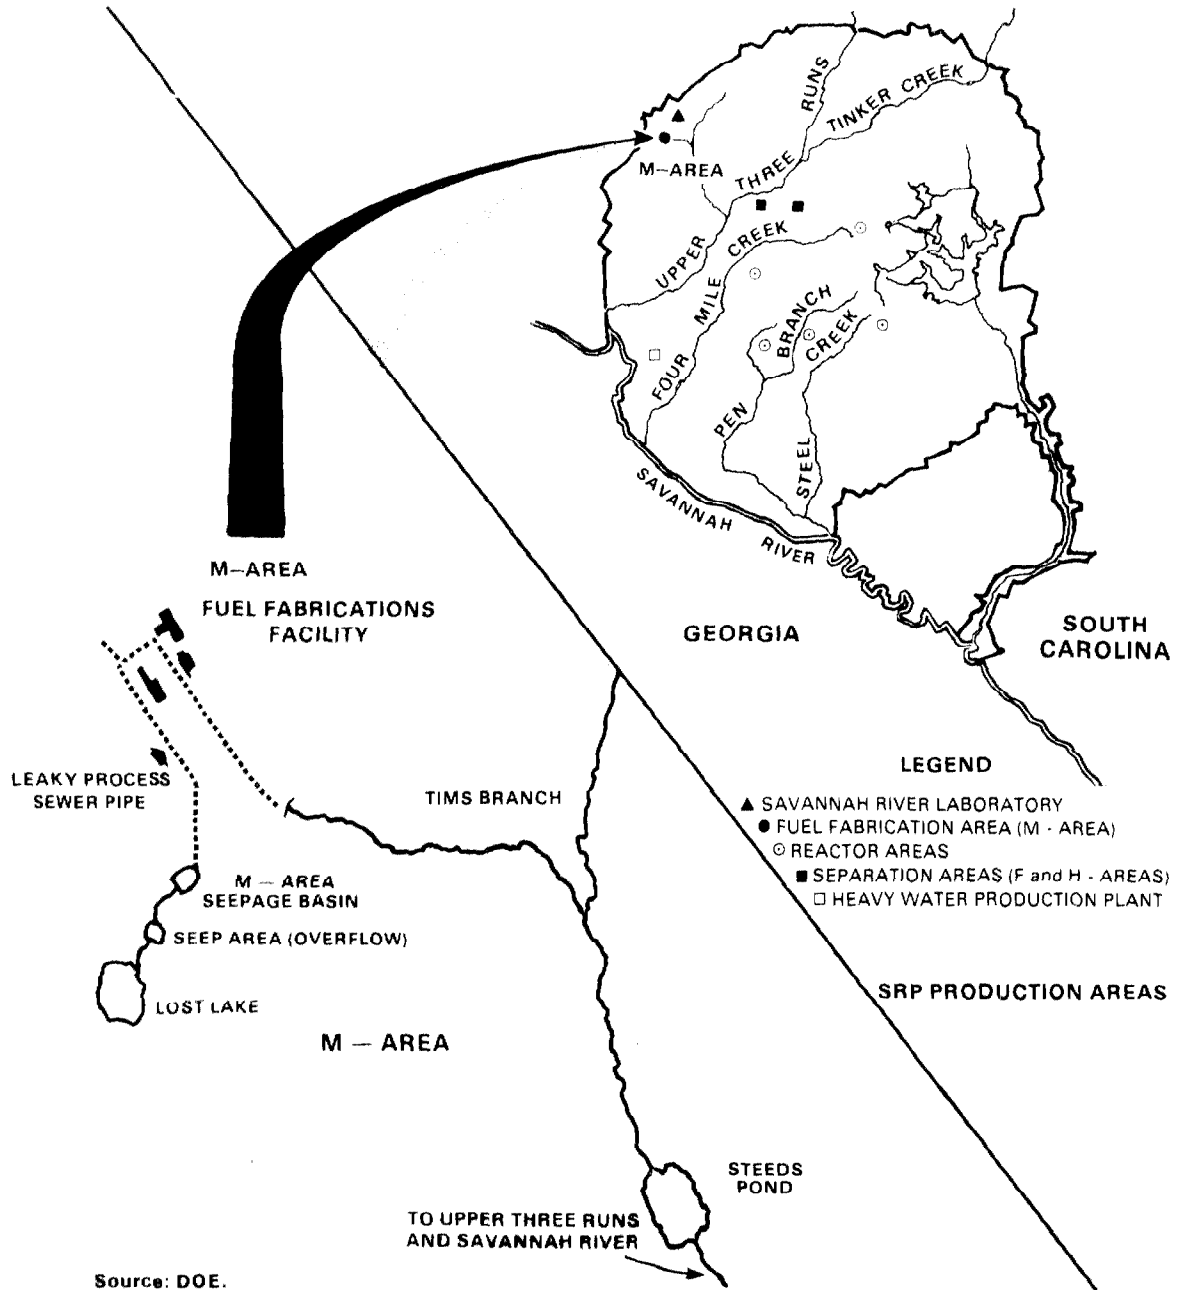 RUNS
TINKER CREEK
M-AREA
THREE
UPPER
CREEK
MILE
FOUR
BRANCH
PEN
CREEK
STEEL
SAVANNAH
RIVER
GEORGIA
SOUTH
CAROLINA
M-AREA
FUEL FABRICATIONS
FACILITY
LEAKY PROCESS
SEWER PIPE
TIMS BRANCH
M — AREA
SEEPAGE BASIN
SEEP AREA (OVERFLOW)
LOST LAKE
M — AREA
LEGEND
▲ SAVANNAH RIVER LABORATORY
● FUEL FABRICATION AREA (M - AREA)
⊙ REACTOR AREAS
■ SEPARATION AREAS (F and H - AREAS)
□ HEAVY WATER PRODUCTION PLANT
SRP PRODUCTION AREAS
STEEDS
POND
TO UPPER THREE RUNS
AND SAVANNAH RIVER
Source: DOE.